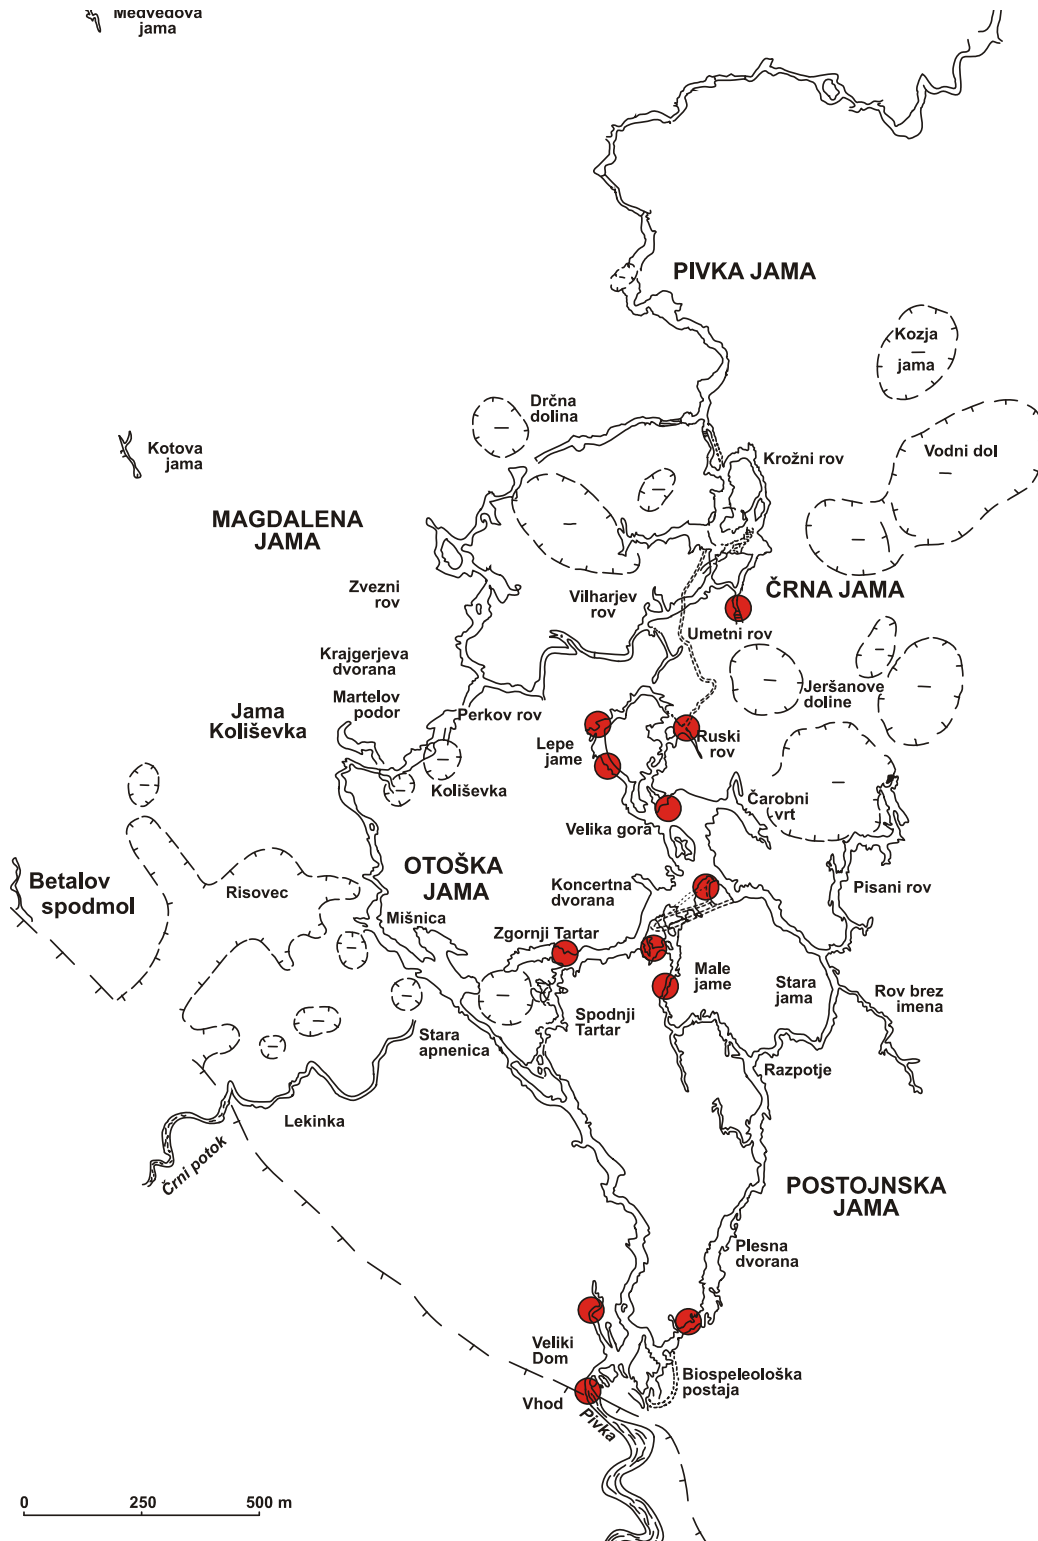 Medvedova
jama
PIVKA JAMA
Kozja
jama
Drčna
dolina
Kotova
jama
Krožni rov
Vodni dol
MAGDALENA
JAMA
Zvezni
rov
Vilharjev
rov
ČRNA JAMA
Umetni rov
Krajgerjeva
dvorana
Martelov
podor
Jama
Koliševka
Perkov rov
Jeršanove
doline
Lepe
jame
Ruski
rov
Koliševka
Čarobni
vrt
Velika gora
OTOŠKA
JAMA
Betalov
spodmol
Risovec
Koncertna
dvorana
Pisani rov
Mišnica
Zgornji Tartar
Male
jame
Stara
jama
Rov brez
imena
Spodnji
Tartar
Stara
apnenica
Razpotje
Lekinka
Črni potok
POSTOJNSKA
JAMA
Plesna
dvorana
Veliki
Dom
Biospeleološka
postaja
Vhod
Pivka
0 250 500 m